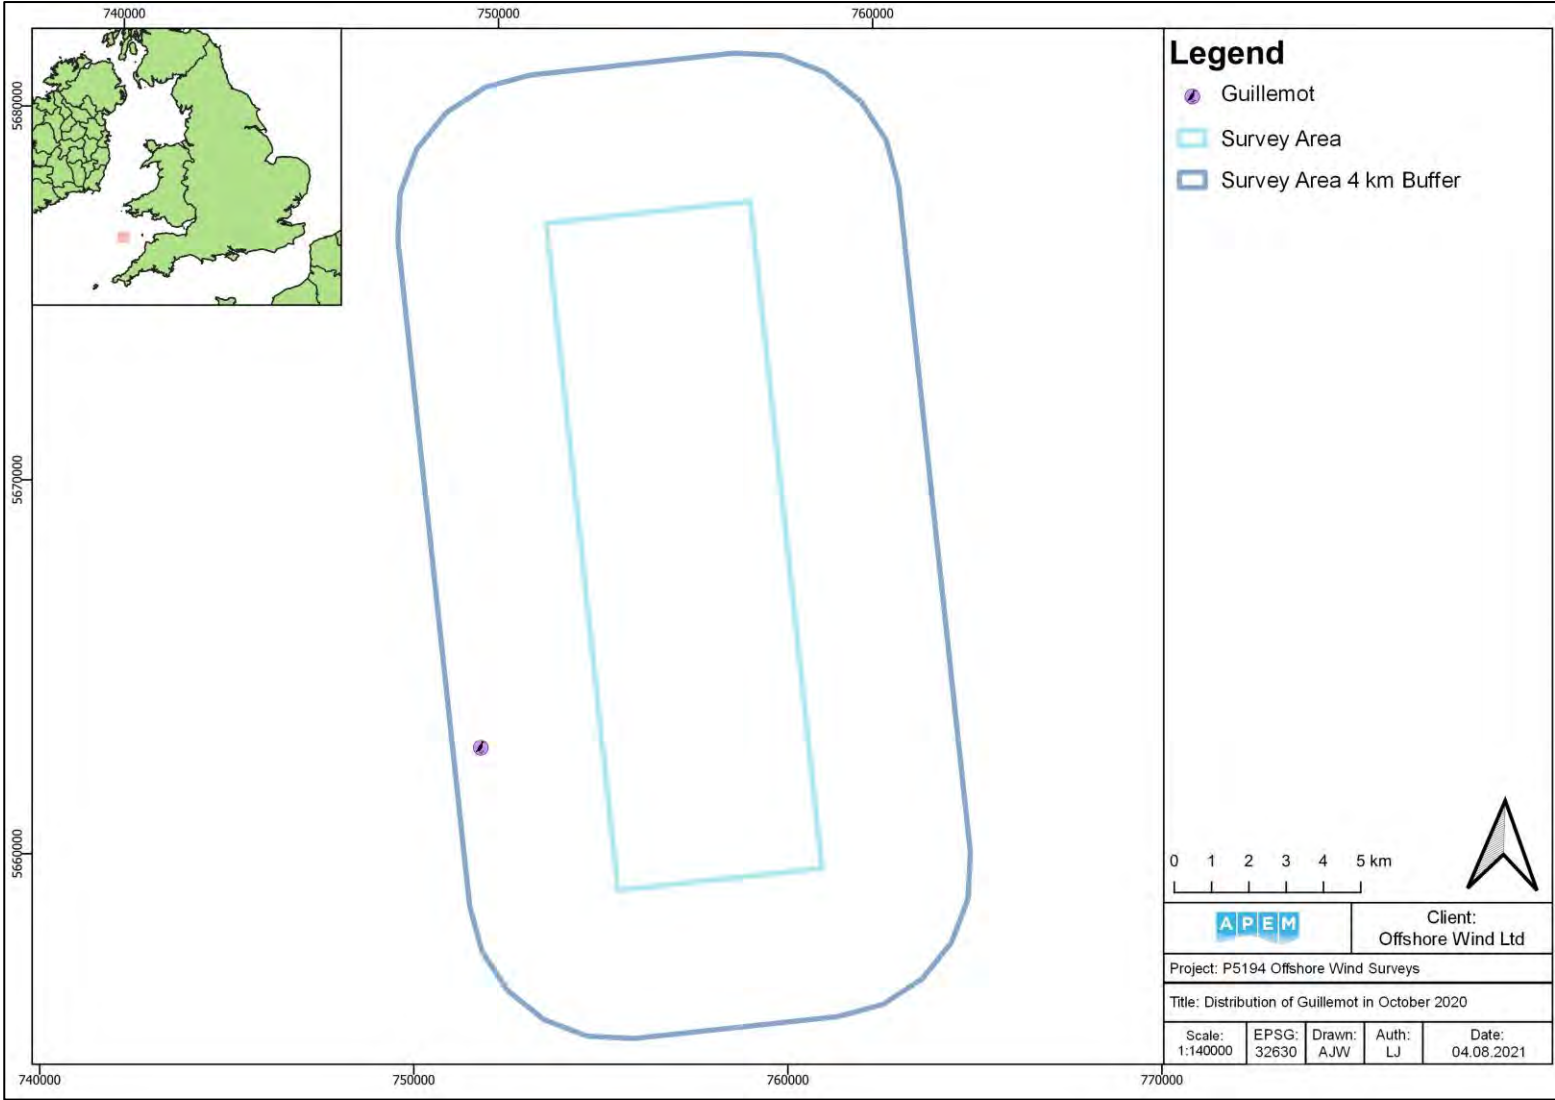 740000
750000
760000
5680000
5670000
5660000
740000
750000
760000
770000
Legend
Guillemot
Survey Area
Survey Area 4 km Buffer
0 1 2 3 4 5 km
APEM
Client:
Offshore Wind Ltd
Project: P5194 Offshore Wind Surveys
Title: Distribution of Guillemot in October 2020
Scale:
1:140000
EPSG:
32630
Drawn:
AJW
Auth:
LJ
Date:
04.08.2021